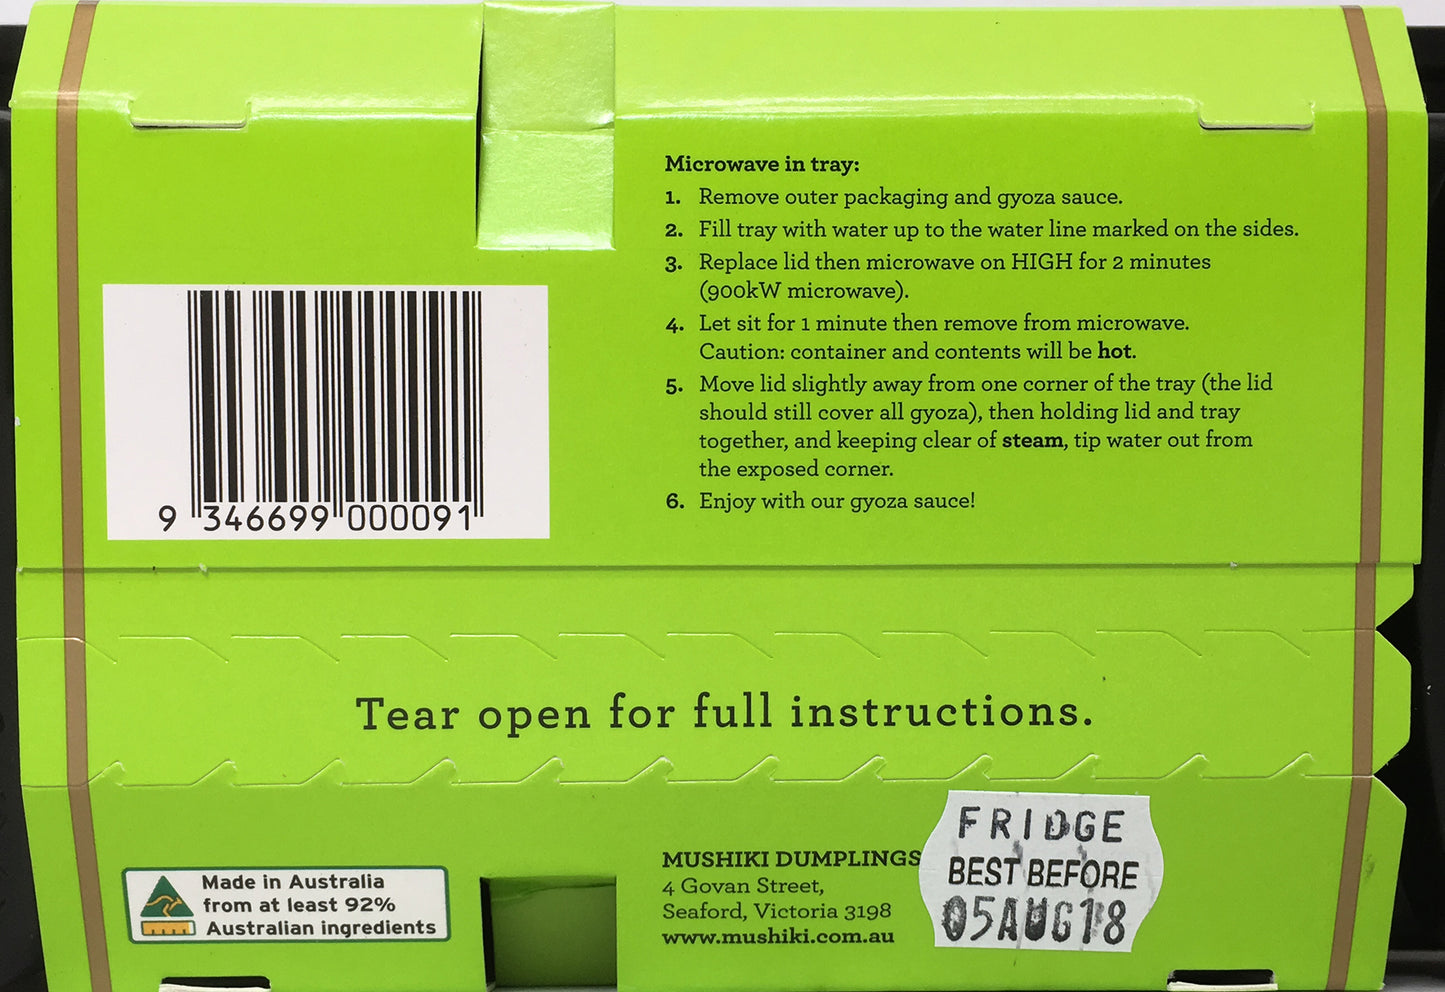 Microwave in tray:
1. Remove outer packaging and gyoza sauce.
2. Fill tray with water up to the water line marked on the sides.
3. Replace lid then microwave on HIGH for 2 minutes
(900kW microwave).
4. Let sit for 1 minute then remove from microwave.
Caution: container and contents will be hot.
5. Move lid slightly away from one corner of the tray (the lid
should still cover all gyoza), then holding lid and tray
together, and keeping clear of steam, tip water out from
the exposed corner.
6. Enjoy with our gyoza sauce!
9 346699 000091
Tear open for full instructions.
Made in Australia
from at least 92%
Australian ingredients
MUSHIKI DUMPLINGS
4 Govan Street,
Seaford, Victoria 3198
www.mushiki.com.au
FRIDGE
BEST BEFORE
05AUG18